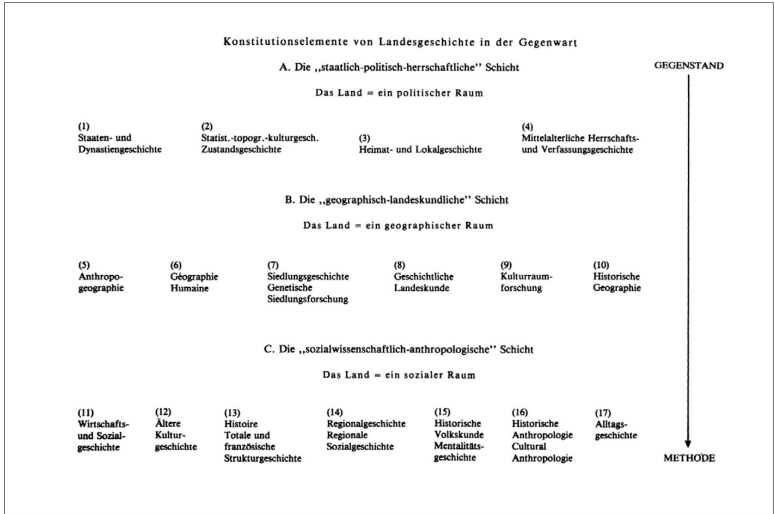 Konstitutionselemente von Landesgeschichte in der Gegenwart
A. Die ,,staatlich-politisch-herrschaftliche'' Schicht
GEGENSTAND
Das Land = ein politischer Raum
(1)
Staaten- und
Dynastiengeschichte
(2)
Statist.-topogr.-kulturgesch.
Zustandsgeschichte
(3)
Heimat- und Lokalgeschichte
(4)
Mittelalterliche Herrschafts-
und Verfassungsgeschichte
B. Die ,,geographisch-landeskundliche'' Schicht
Das Land = ein geographischer Raum
(5)
Anthropo-
geographie
(6)
Géographie
Humaine
(7)
Siedlungsgeschichte
Genetische
Siedlungsforschung
(8)
Geschichtliche
Landeskunde
(9)
Kulturraum-
forschung
(10)
Historische
Geographie
C. Die ,,sozialwissenschaftlich-anthropologische'' Schicht
Das Land = ein sozialer Raum
(11)
Wirtschafts-
und Sozial-
geschichte
(12)
Ältere
Kultur-
geschichte
(13)
Histoire
Totale und
französische
Strukturgeschichte
(14)
Regionalgeschichte
Regionale
Sozialgeschichte
(15)
Historische
Volkskunde
Mentalitäts-
geschichte
(16)
Historische
Anthropologie
Cultural
Anthropologie
(17)
Alltags-
geschichte
METHODE